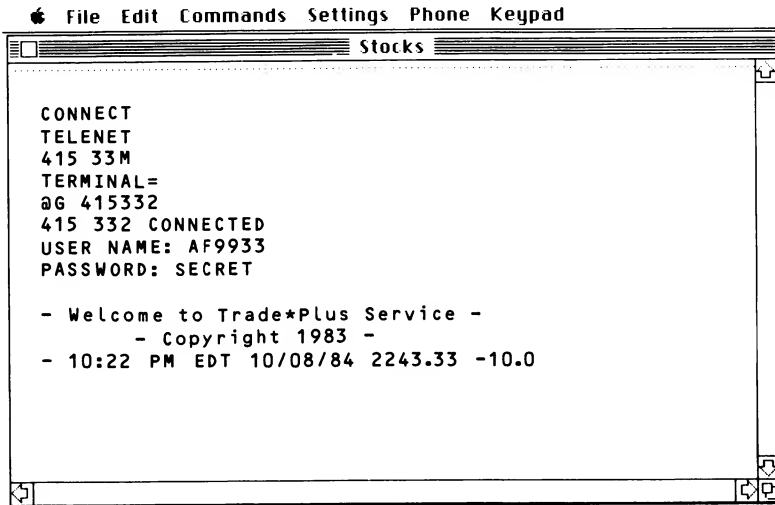 File Edit Commands Settings Phone Keypad
Stocks
CONNECT
TELENET
415 33M
TERMINAL=
@G 415332
415 332 CONNECTED
USER NAME: AF9933
PASSWORD: SECRET
- Welcome to Trade*Plus Service -
- Copyright 1983 -
- 10:22 PM EDT 10/08/84 2243.33 -10.0